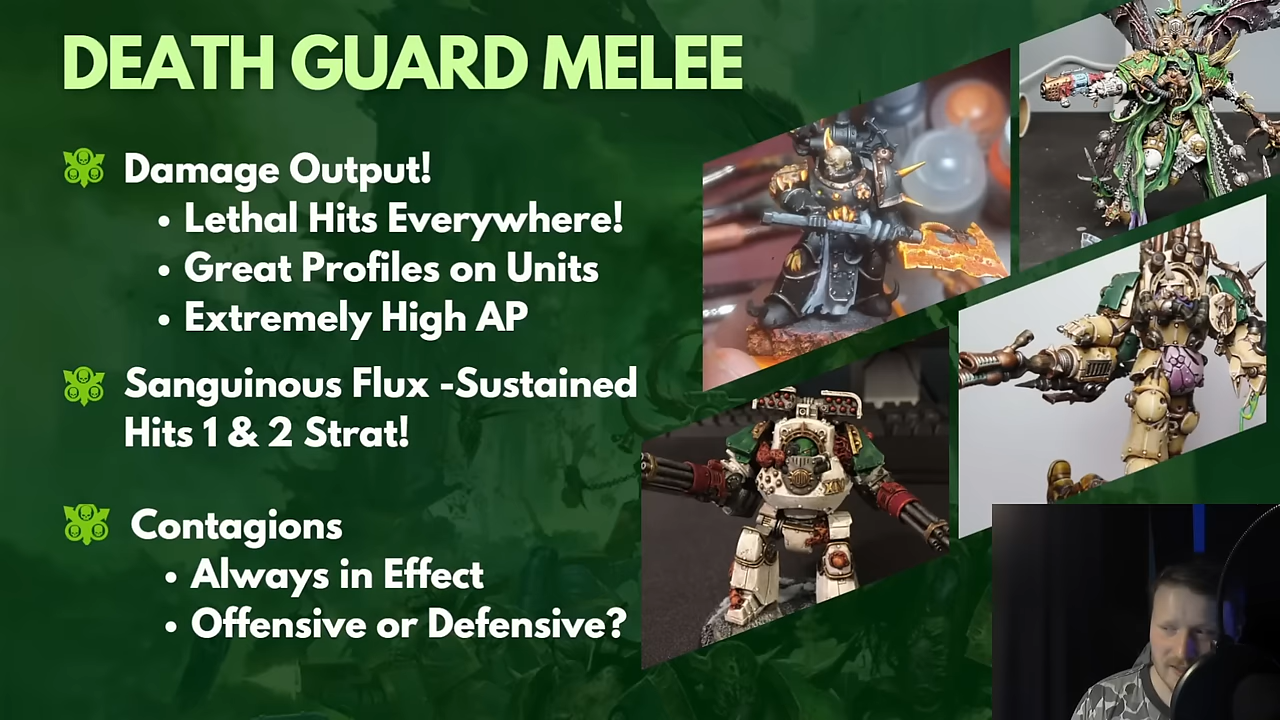 DEATH GUARD MELEE
Damage Output!
• Lethal Hits Everywhere!
• Great Profiles on Units
• Extremely High AP
Sanguinous Flux -Sustained
Hits 1 & 2 Strat!
Contagions
• Always in Effect
• Offensive or Defensive?
XIV